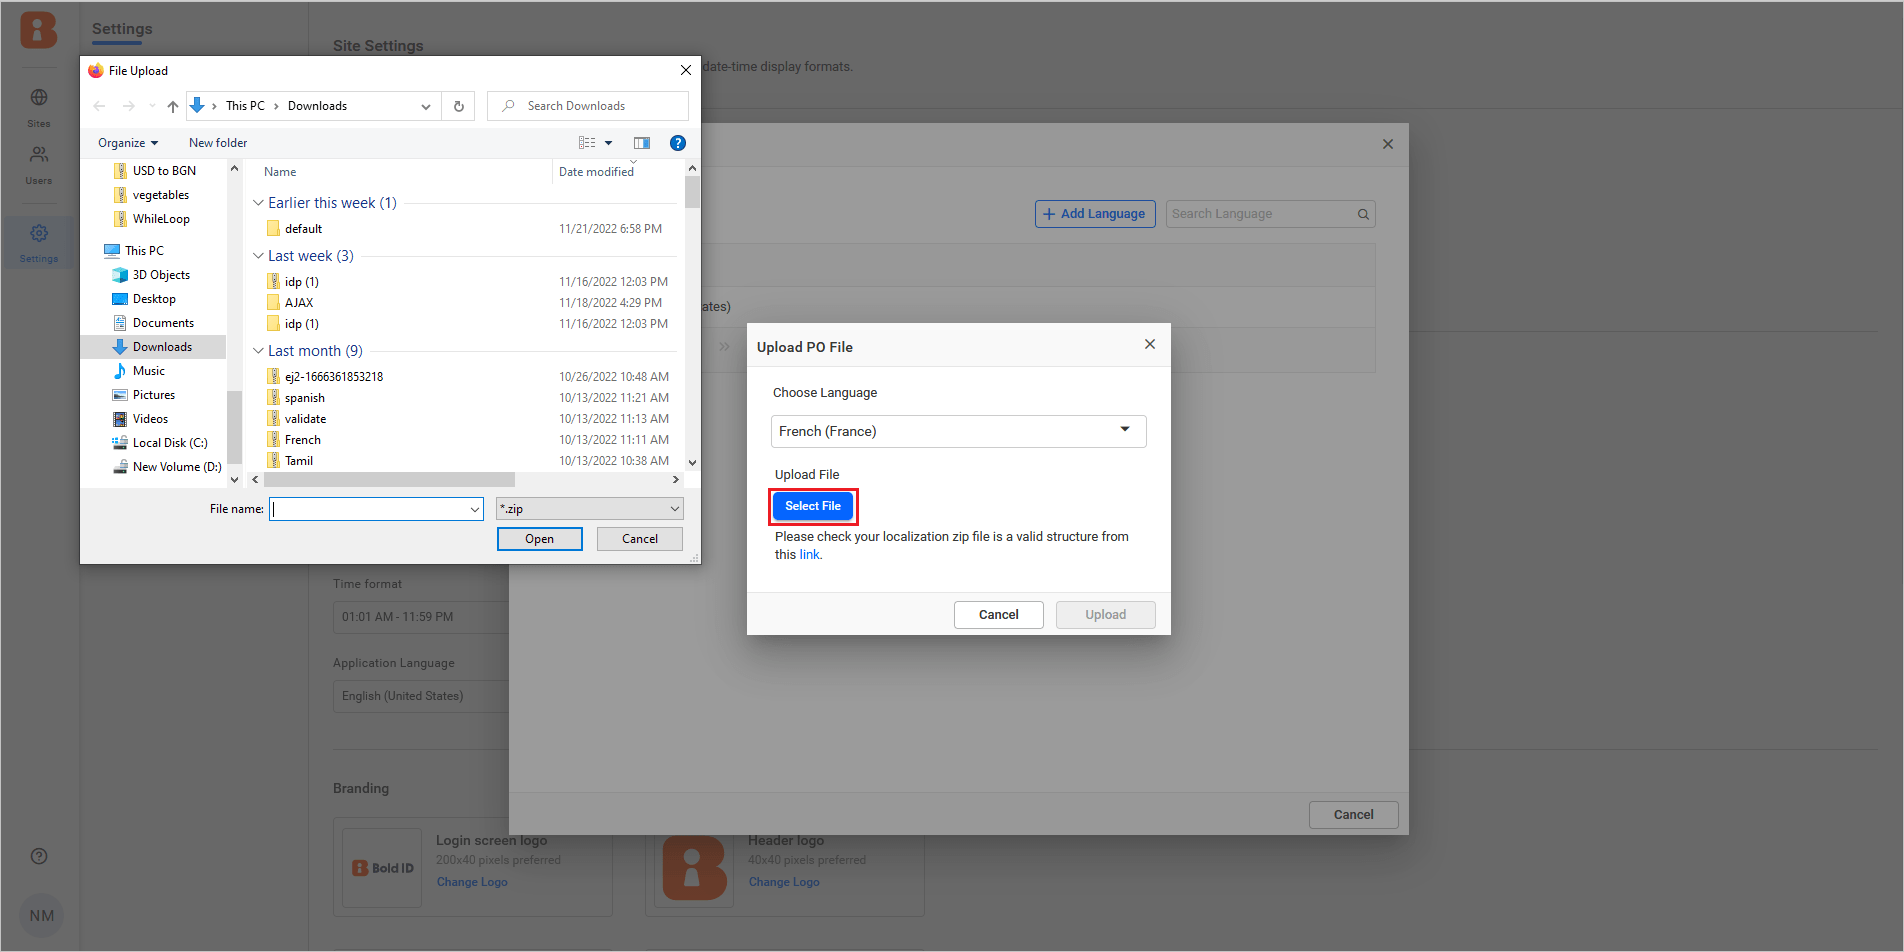 Settings
Site Settings
date-time display formats.
Sites
Users
Settings
NM
File Upload
This PC > Downloads
Search Downloads
Organize
New folder
USD to BGN
vegetables
WhileLoop
This PC
3D Objects
Desktop
Documents
Downloads
Music
Pictures
Videos
Local Disk (C:)
New Volume (D:)
Name Date modified
Earlier this week (1)
default 11/21/2022 6:58 PM
Last week (3)
idp (1) 11/16/2022 12:03 PM
AJAX 11/18/2022 4:29 PM
idp (1) 11/16/2022 12:03 PM
Last month (9)
ej2-1666361853218 10/26/2022 10:48 AM
spanish 10/13/2022 11:21 AM
validate 10/13/2022 11:13 AM
French 10/13/2022 11:11 AM
Tamil 10/13/2022 10:38 AM
File name:
*.zip
Open Cancel
+ Add Language
Search Language
ates)
Upload PO File
Choose Language
French (France)
Upload File
Select File
Please check your localization zip file is a valid structure from
this link.
Cancel Upload
Time format
01:01 AM - 11:59 PM
Application Language
English (United States)
Cancel
Branding
Bold ID
Login screen logo
200x40 pixels preferred
Change Logo
Header logo
40x40 pixels preferred
Change Logo